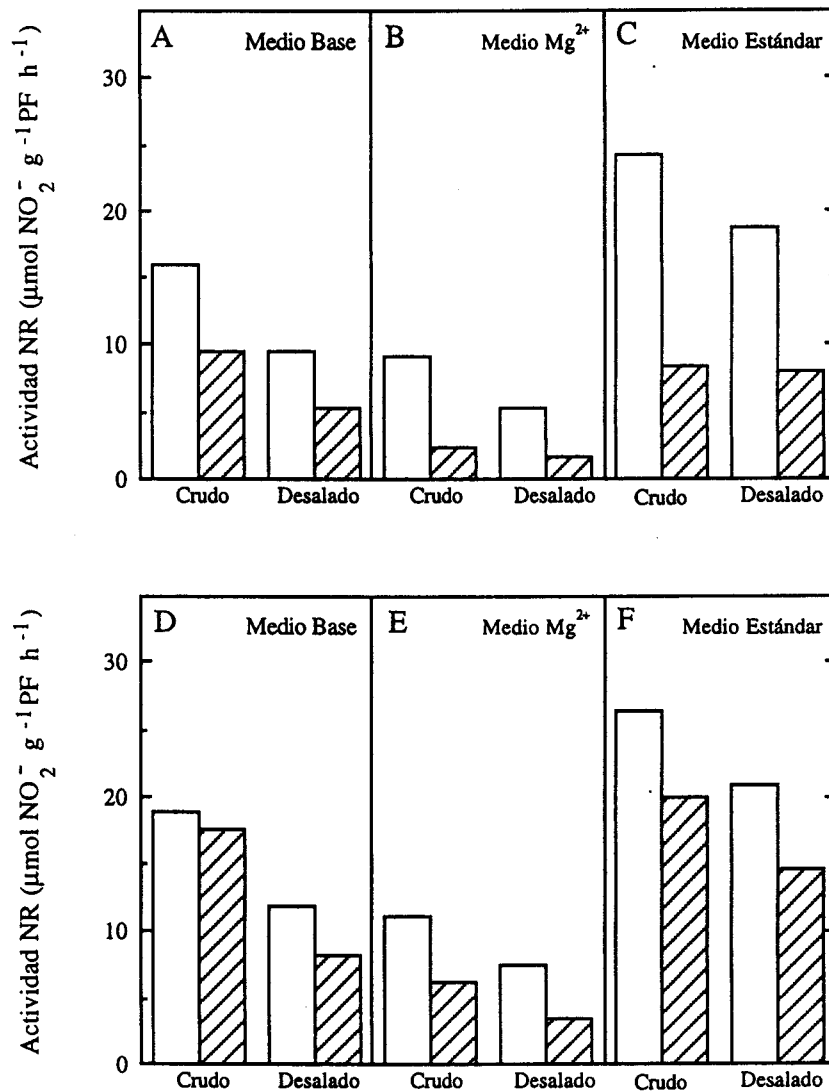 A Medio Base B Medio Mg²⁺ C Medio Estándar
Actividad NR (μmol NO₂⁻ g ⁻¹PF h ⁻¹)
30
20
10
0
Crudo Desalado Crudo Desalado Crudo Desalado
D Medio Base E Medio Mg²⁺ F Medio Estándar
Actividad NR (μmol NO₂⁻ g ⁻¹PF h ⁻¹)
30
20
10
0
Crudo Desalado Crudo Desalado Crudo Desalado